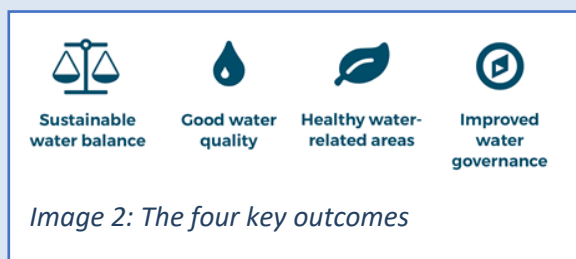 Sustainable
water balance
Good water
quality
Healthy water-
related areas
Improved
water
governance
Image 2: The four key outcomes